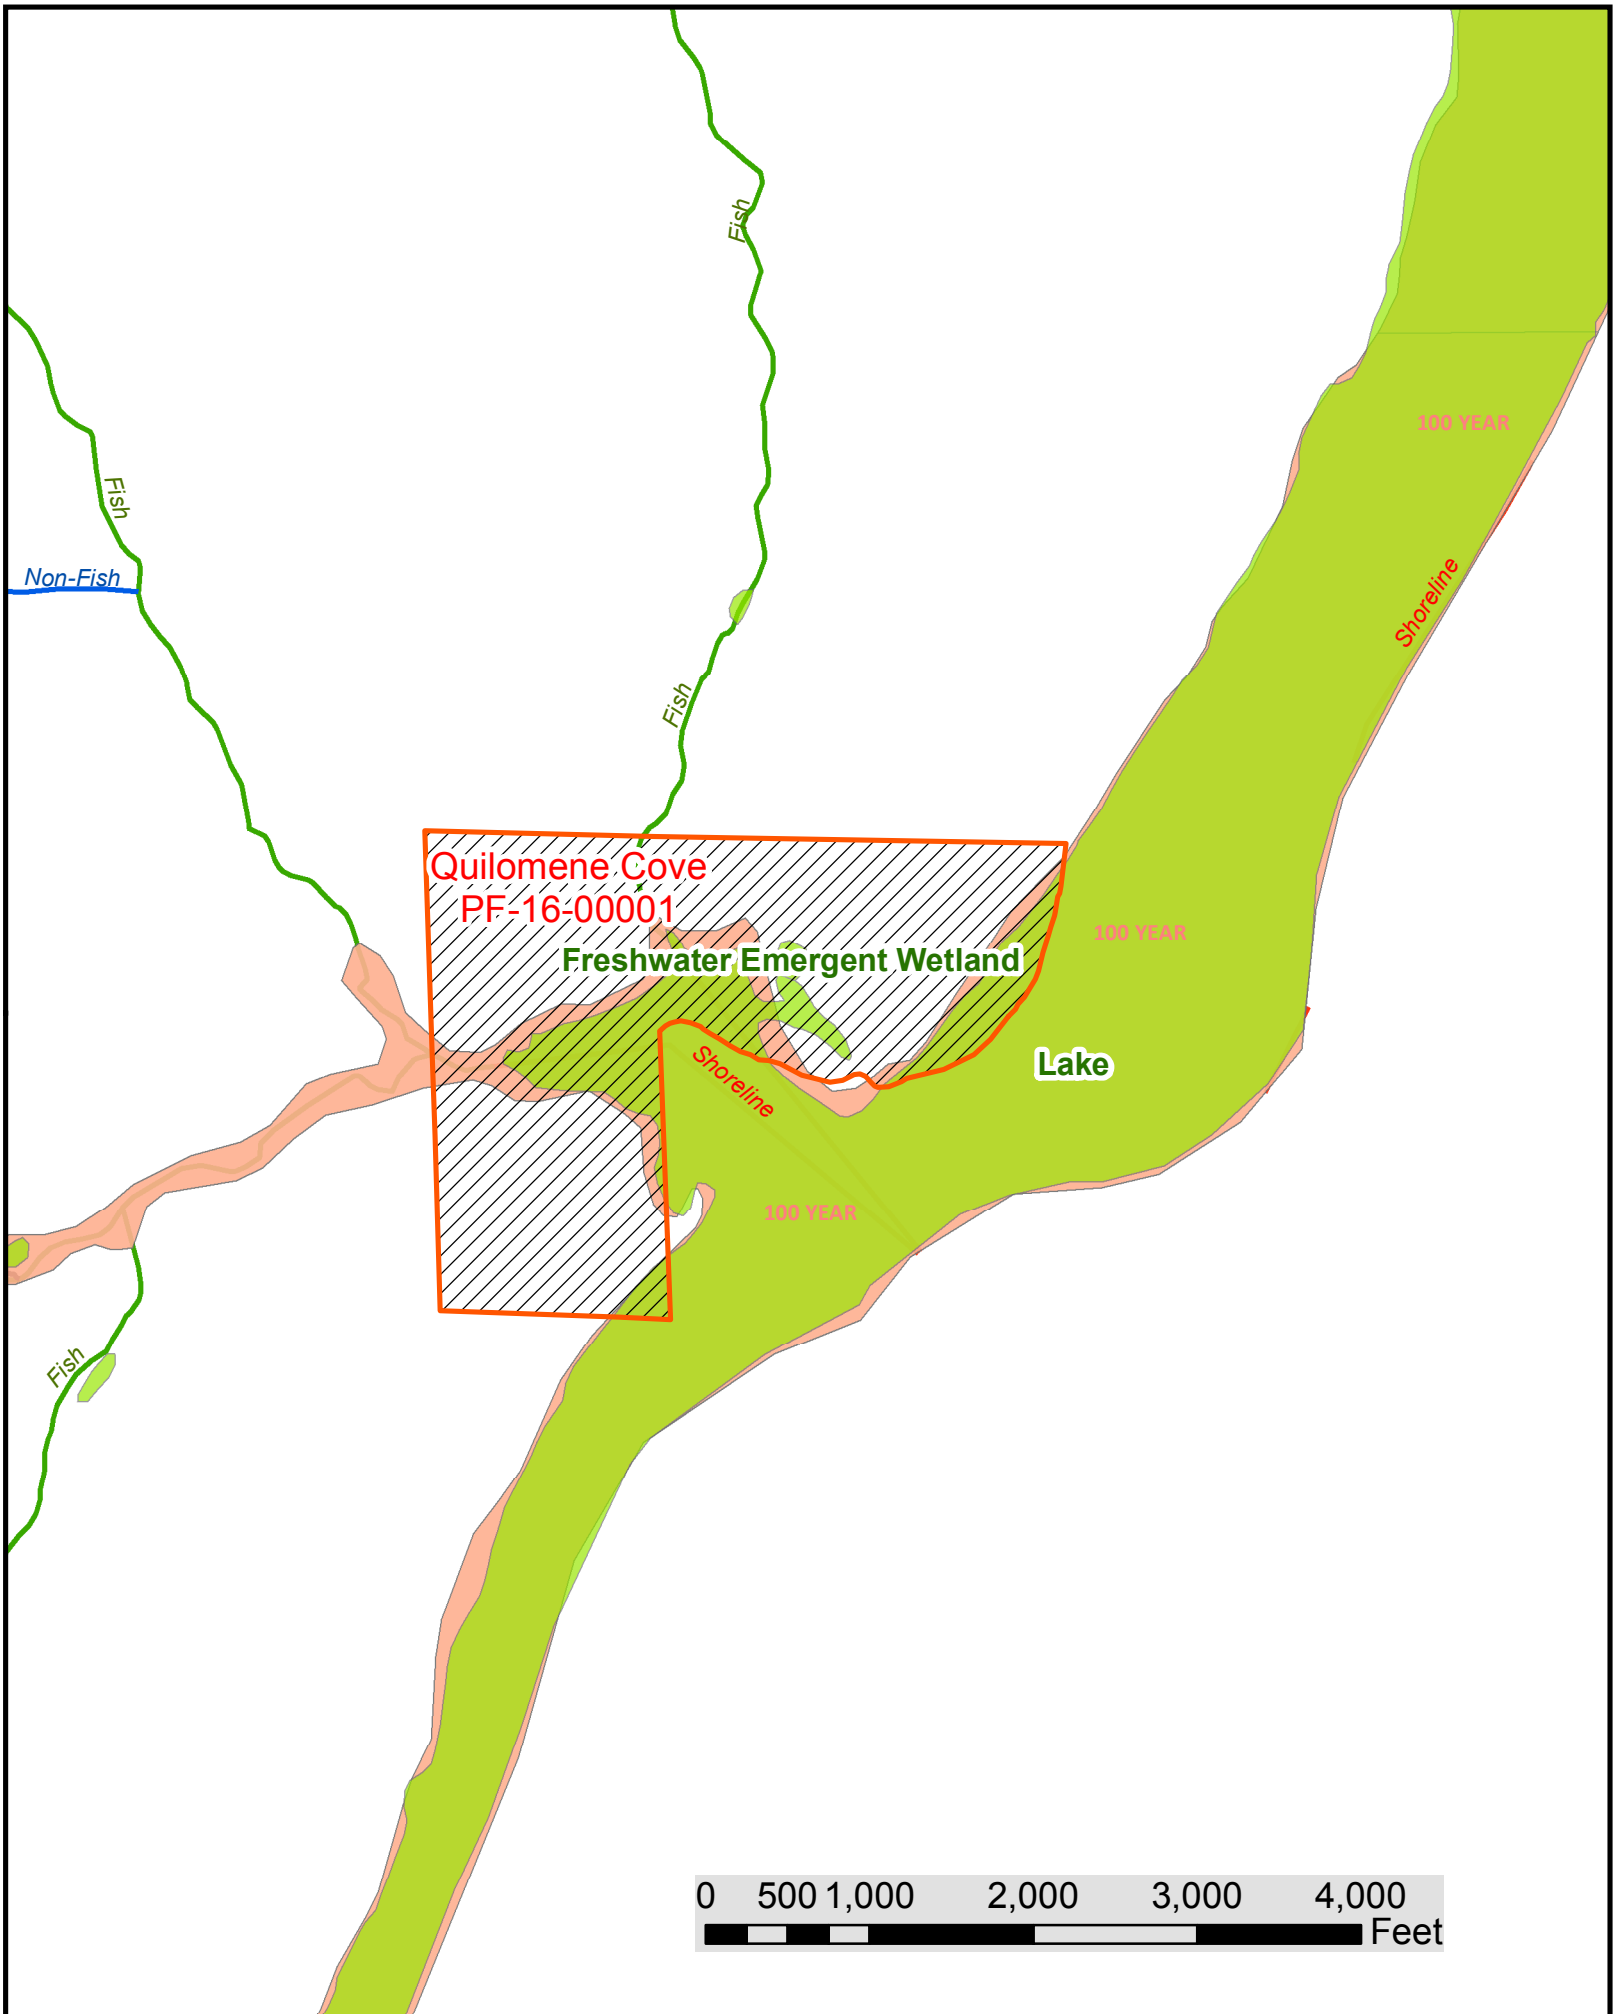 Fish
100 YEAR
Fish
Non-Fish
Shoreline
Fish
Quilomene Cove
PF-16-00001
100 YEAR
Freshwater Emergent Wetland
Lake
Shoreline
100 YEAR
Fish
0 500 1,000 2,000 3,000 4,000
Feet